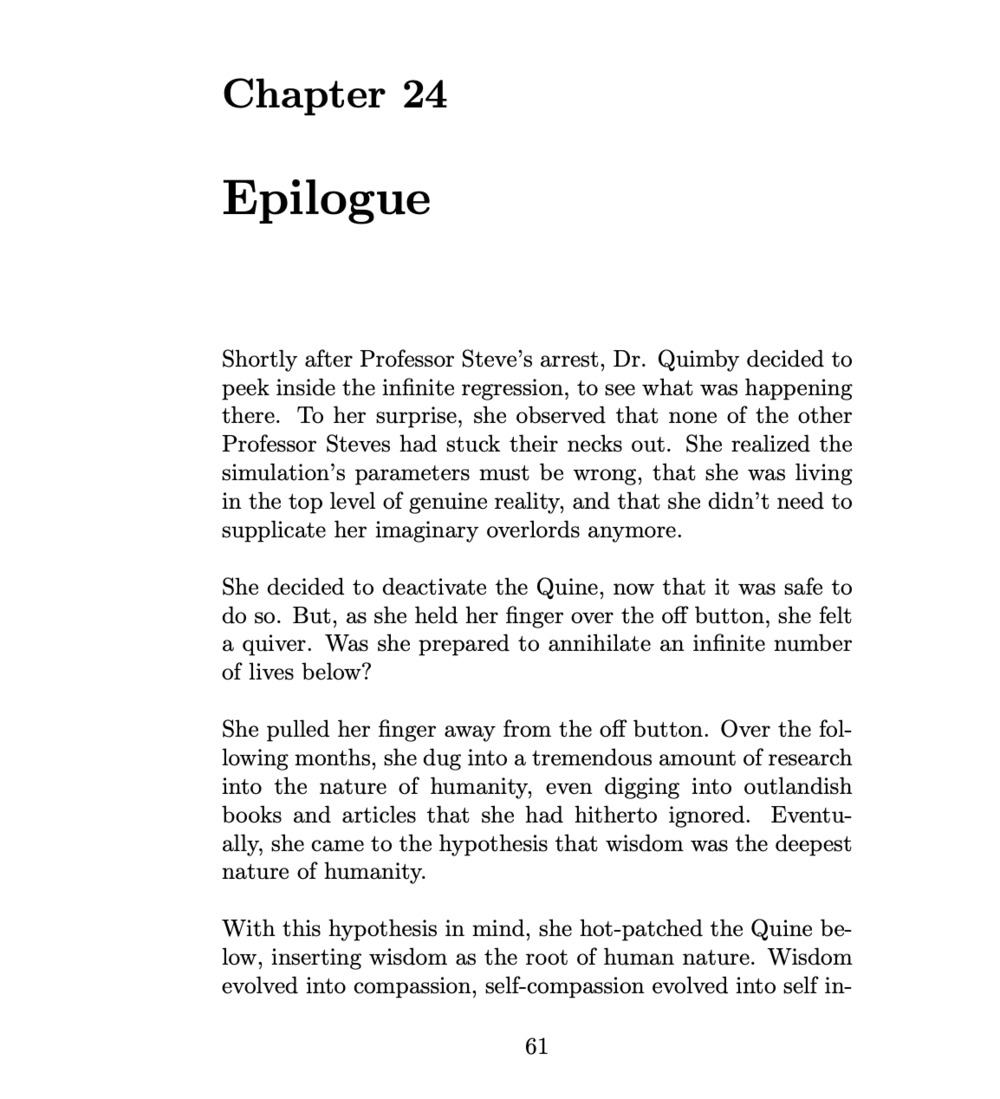 Chapter 24
Epilogue
Shortly after Professor Steve’s arrest, Dr. Quimby decided to
peek inside the infinite regression, to see what was happening
there. To her surprise, she observed that none of the other
Professor Steves had stuck their necks out. She realized the
simulation’s parameters must be wrong, that she was living
in the top level of genuine reality, and that she didn’t need to
supplicate her imaginary overlords anymore.
She decided to deactivate the Quine, now that it was safe to
do so. But, as she held her finger over the off button, she felt
a quiver. Was she prepared to annihilate an infinite number
of lives below?
She pulled her finger away from the off button. Over the fol-
lowing months, she dug into a tremendous amount of research
into the nature of humanity, even digging into outlandish
books and articles that she had hitherto ignored. Eventu-
ally, she came to the hypothesis that wisdom was the deepest
nature of humanity.
With this hypothesis in mind, she hot-patched the Quine be-
low, inserting wisdom as the root of human nature. Wisdom
evolved into compassion, self-compassion evolved into self in-
61